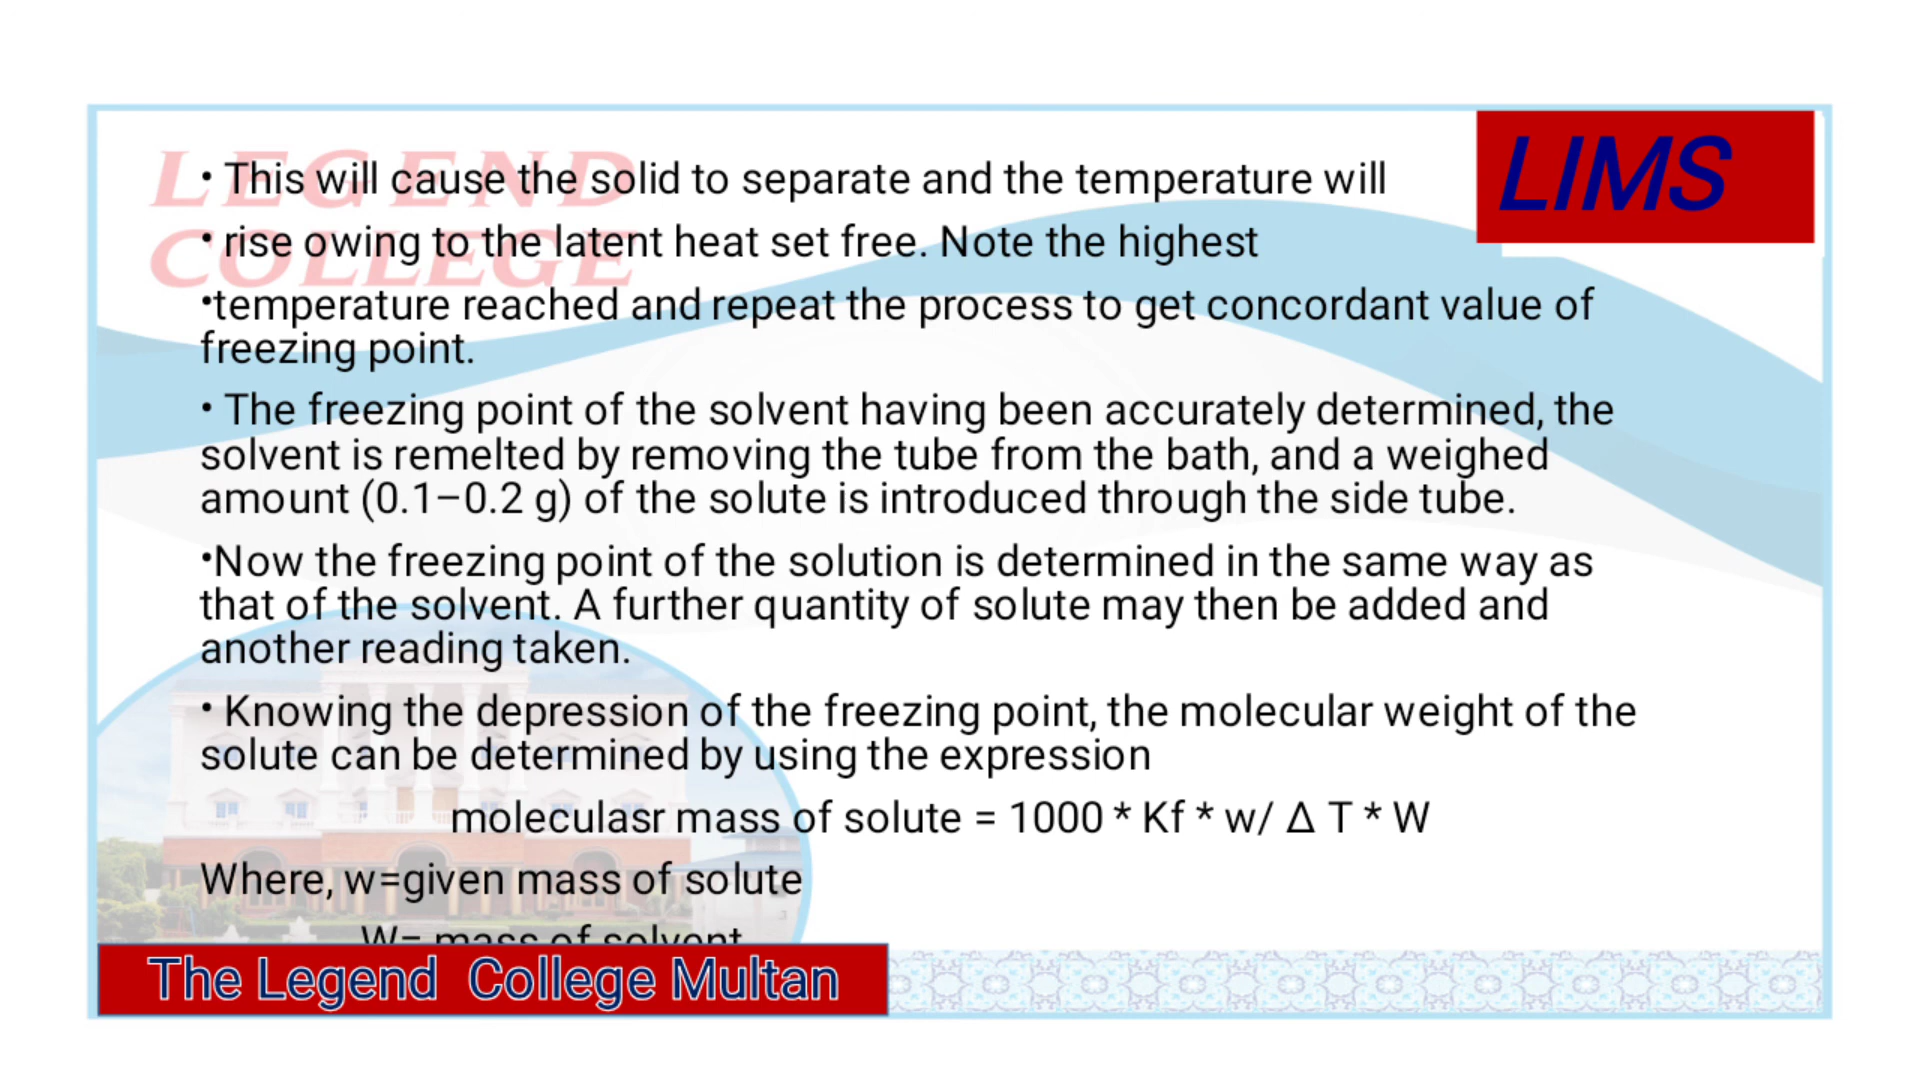 LEGEND
COLLEGE
LIMS
• This will cause the solid to separate and the temperature will
• rise owing to the latent heat set free. Note the highest
•temperature reached and repeat the process to get concordant value of
freezing point.
• The freezing point of the solvent having been accurately determined, the
solvent is remelted by removing the tube from the bath, and a weighed
amount (0.1–0.2 g) of the solute is introduced through the side tube.
•Now the freezing point of the solution is determined in the same way as
that of the solvent. A further quantity of solute may then be added and
another reading taken.
• Knowing the depression of the freezing point, the molecular weight of the
solute can be determined by using the expression
moleculasr mass of solute = 1000 * Kf * w/ Δ T * W
Where, w=given mass of solute
W= mass of solvent
The Legend College Multan